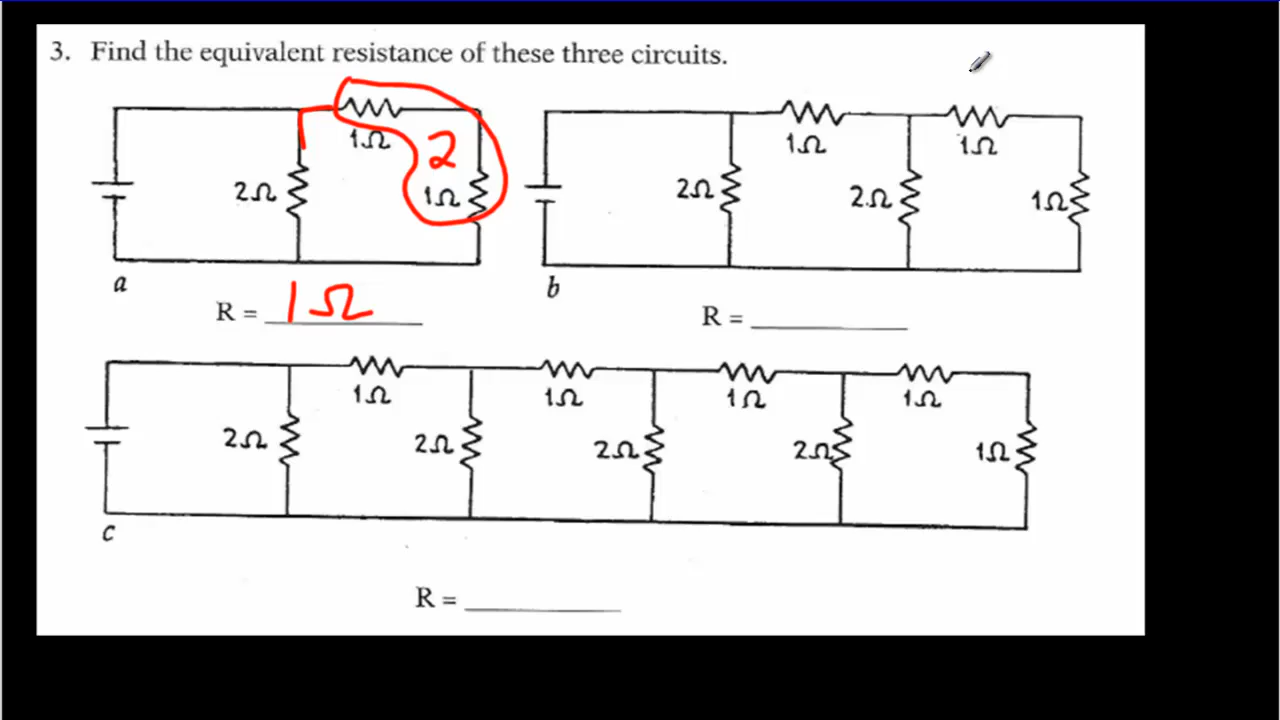 3. Find the equivalent resistance of these three circuits.
1Ω
2
2Ω
1Ω
a
R = 1Ω
1Ω
1Ω
2Ω
2Ω
1Ω
b
R =
1Ω
1Ω
1Ω
1Ω
2Ω
2Ω
2Ω
2Ω
1Ω
c
R =